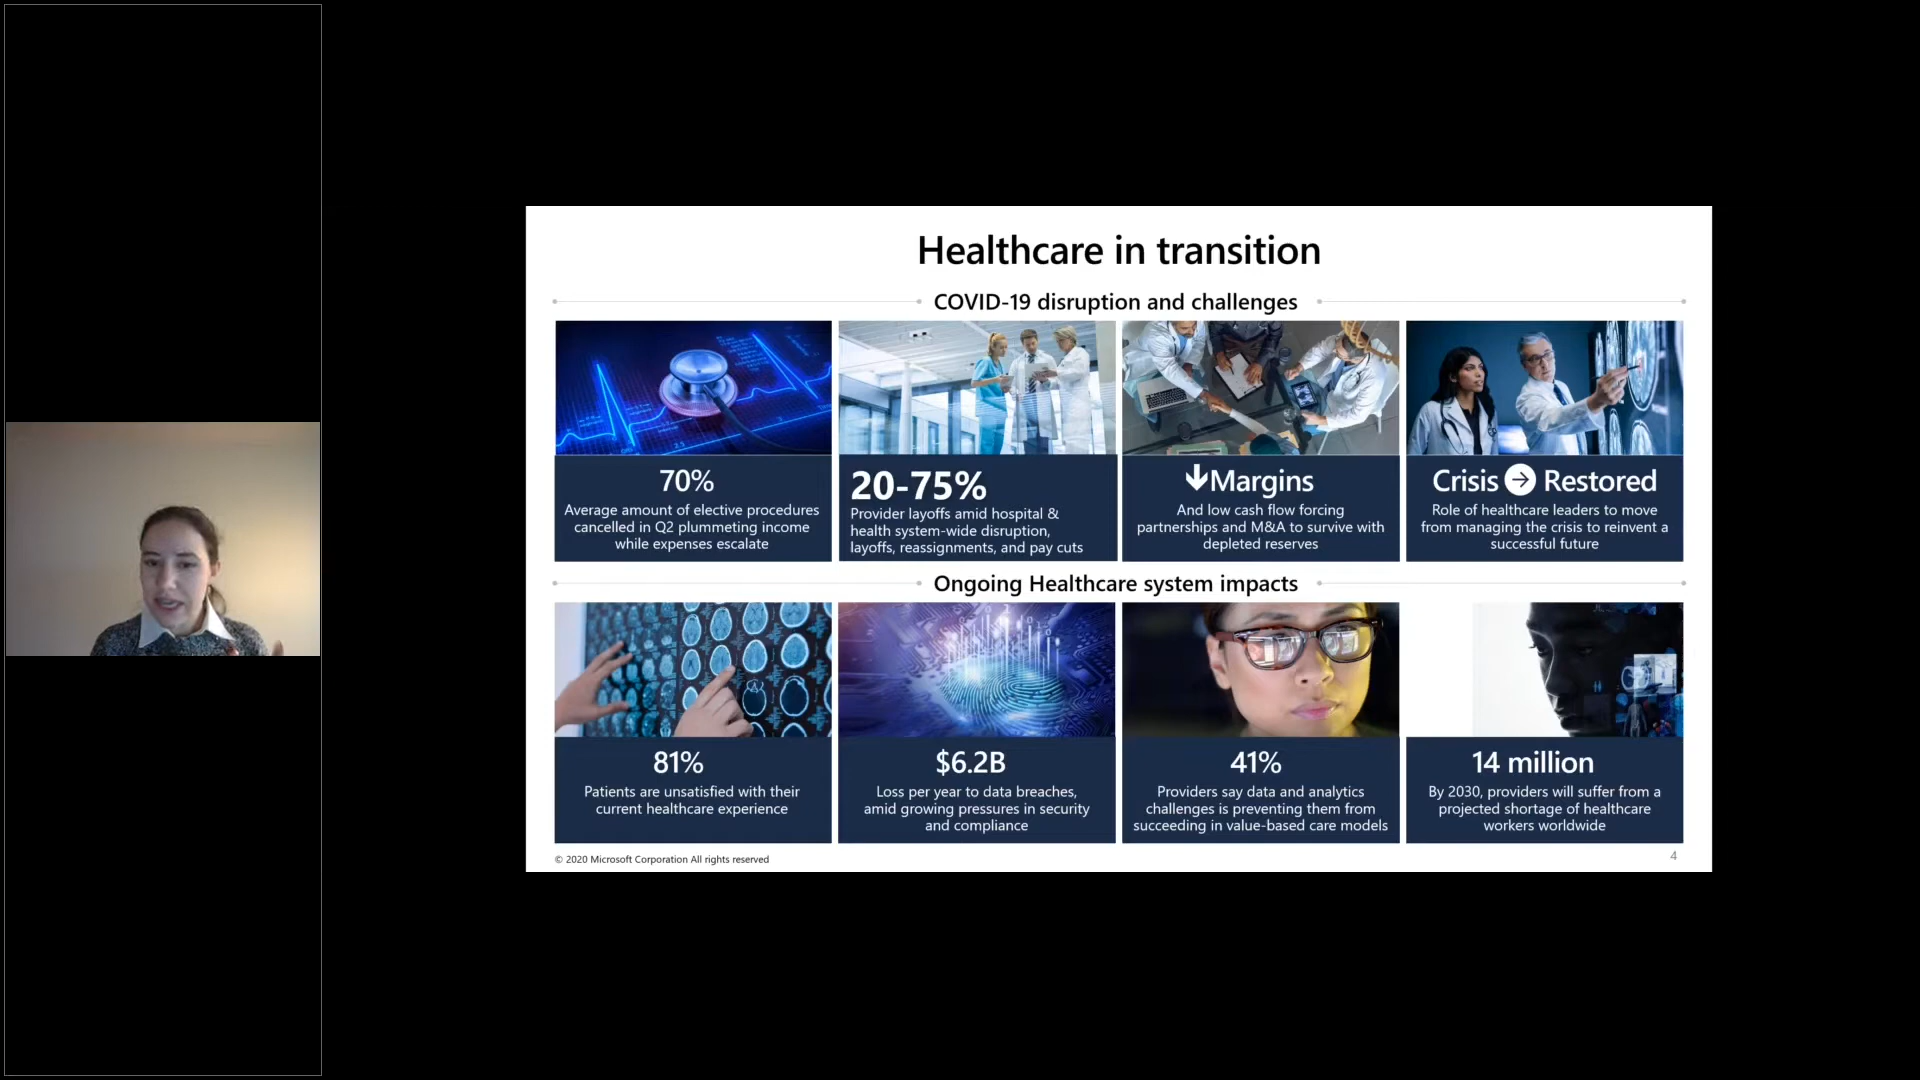 Healthcare in transition
COVID-19 disruption and challenges
70%
Average amount of elective procedures
cancelled in Q2 plummeting income
while expenses escalate
20-75%
Provider layoffs amid hospital &
health system-wide disruption,
layoffs, reassignments, and pay cuts
Margins
And low cash flow forcing
partnerships and M&A to survive with
depleted reserves
Crisis Restored
Role of healthcare leaders to move
from managing the crisis to reinvent a
successful future
Ongoing Healthcare system impacts
81%
Patients are unsatisfied with their
current healthcare experience
$6.2B
Loss per year to data breaches,
amid growing pressures in security
and compliance
41%
Providers say data and analytics
challenges is preventing them from
succeeding in value-based care models
14 million
By 2030, providers will suffer from a
projected shortage of healthcare
workers worldwide
© 2020 Microsoft Corporation All rights reserved
4